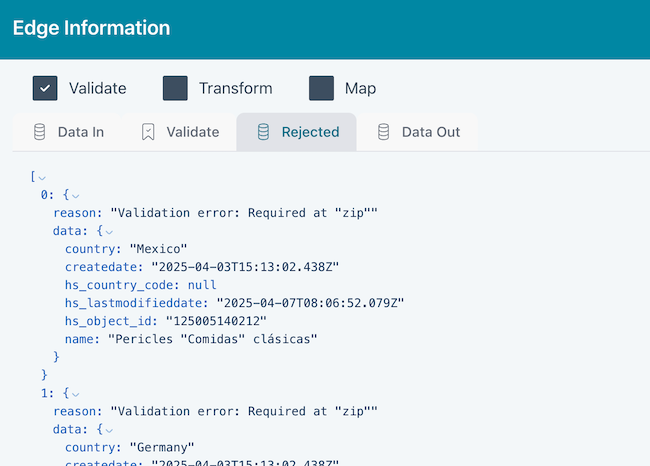 Edge Information
Validate Transform Map
Data In Validate Rejected Data Out
[
0: {
reason: "Validation error: Required at "zip""
data: {
country: "Mexico"
createdate: "2025-04-03T15:13:02.438Z"
hs_country_code: null
hs_lastmodifieddate: "2025-04-07T08:06:52.079Z"
hs_object_id: "125005140212"
name: "Pericles "Comidas" clásicas"
}
}
1: {
reason: "Validation error: Required at "zip""
data: {
country: "Germany"
createdate: "2025-04-03T15:13:02.438Z"